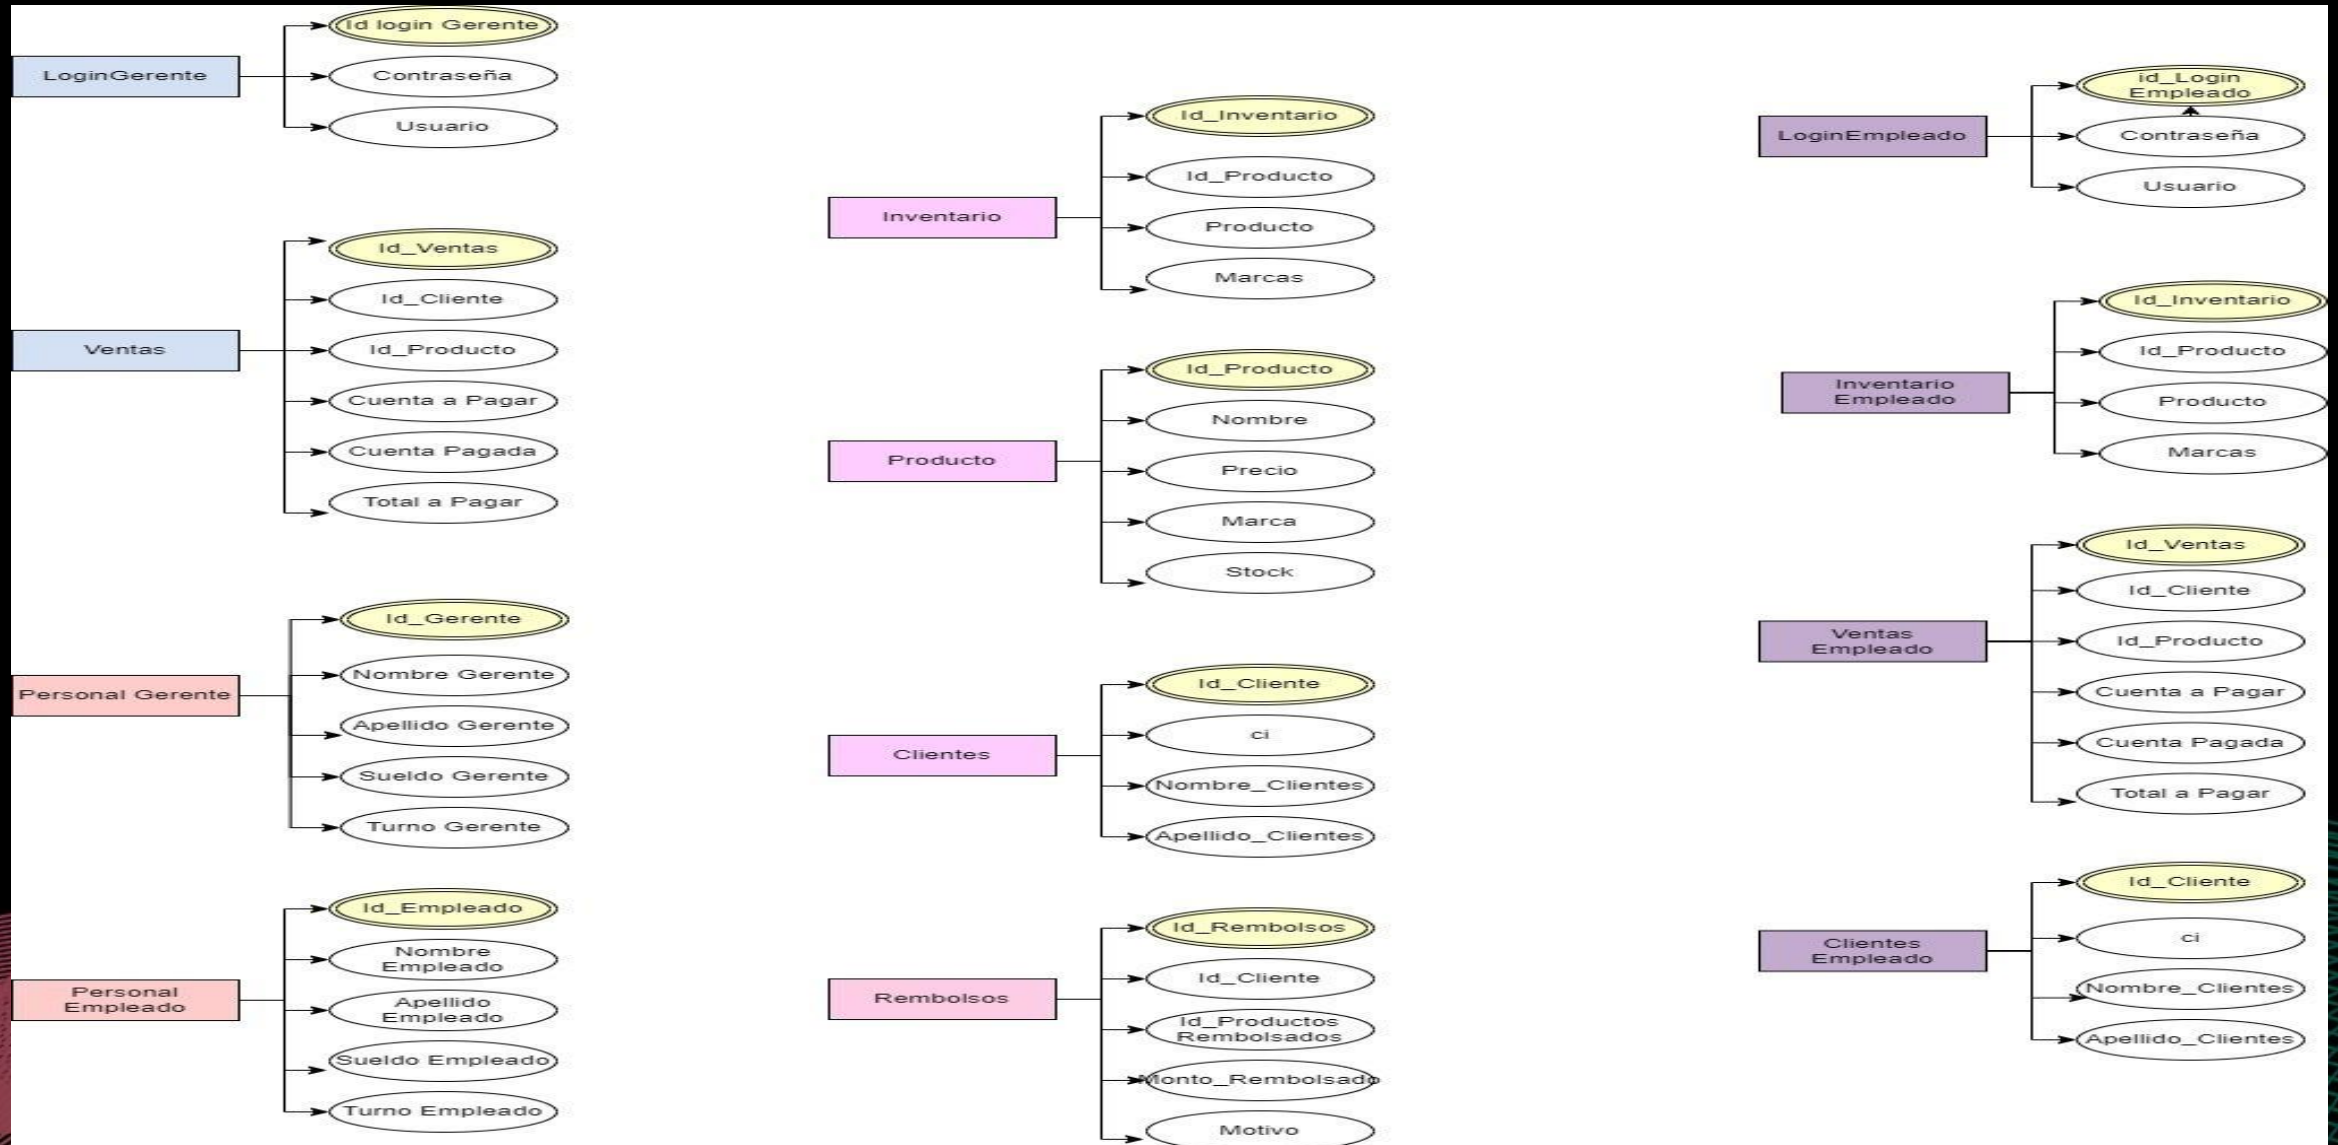 LoginGerente
Id login Gerente
Contraseña
Usuario
Ventas
Id_Ventas
Id_Cliente
Id_Producto
Cuenta a Pagar
Cuenta Pagada
Total a Pagar
Personal Gerente
Id_Gerente
Nombre Gerente
Apellido Gerente
Sueldo Gerente
Turno Gerente
Personal
Empleado
Id_Empleado
Nombre
Empleado
Apellido
Empleado
Sueldo Empleado
Turno Empleado
Inventario
Id_Inventario
Id_Producto
Producto
Marcas
Producto
Id_Producto
Nombre
Precio
Marca
Stock
Clientes
Id_Cliente
ci
Nombre_Clientes
Apellido_Clientes
Rembolsos
Id_Rembolsos
Id_Cliente
Id_Productos
Rembolsados
Monto_Rembolsado
Motivo
LoginEmpleado
id_Login
Empleado
Contraseña
Usuario
Inventario
Empleado
Id_Inventario
Id_Producto
Producto
Marcas
Ventas
Empleado
Id_Ventas
Id_Cliente
Id_Producto
Cuenta a Pagar
Cuenta Pagada
Total a Pagar
Clientes
Empleado
Id_Cliente
ci
Nombre_Clientes
Apellido_Clientes